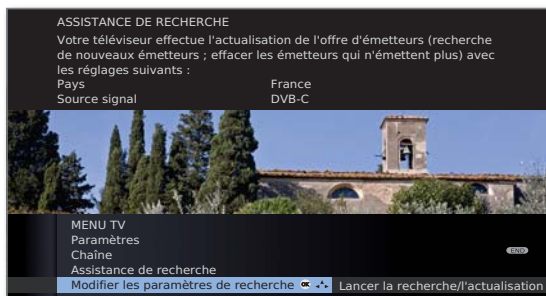 ASSISTANCE DE RECHERCHE
Votre téléviseur effectue l'actualisation de l'offre d'émetteurs (recherche
de nouveaux émetteurs ; effacer les émetteurs qui n'émettent plus) avec
les réglages suivants :
Pays France
Source signal DVB-C
MENU TV
Paramètres
Chaîne
END
Assistance de recherche
Modifier les paramètres de recherche OK Lancer la recherche/l'actualisation